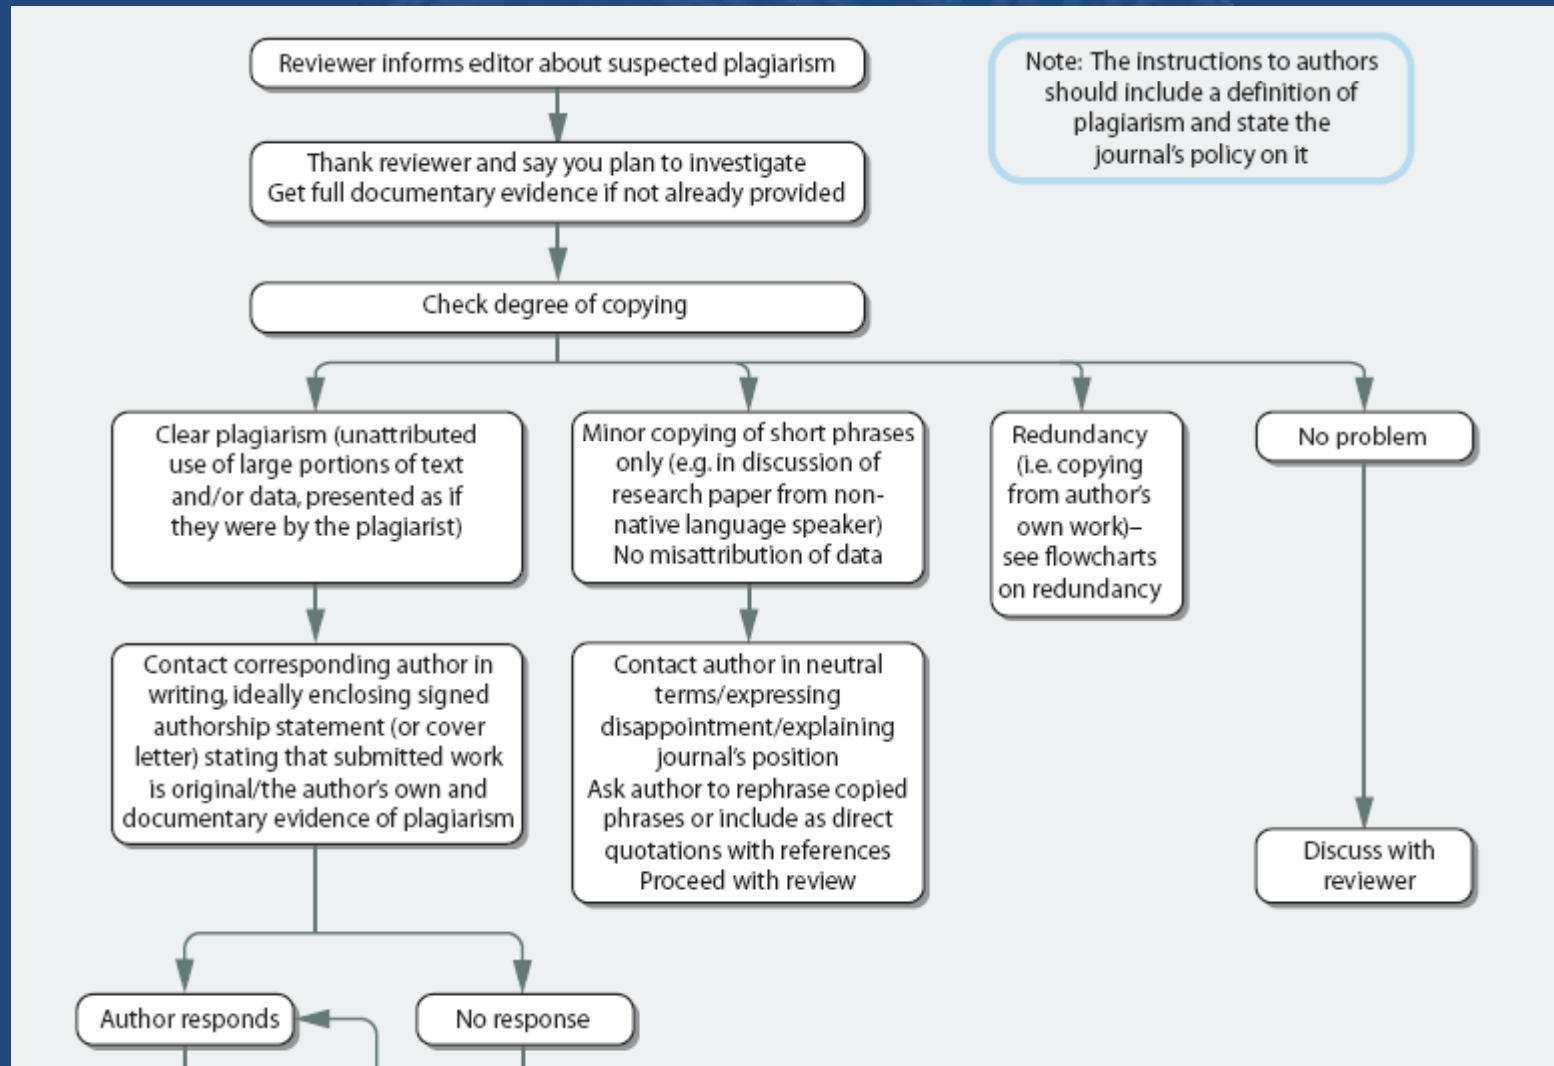 Reviewer informs editor about suspected plagiarism
Note: The instructions to authors
should include a definition of
plagiarism and state the
journal's policy on it
Thank reviewer and say you plan to investigate
Get full documentary evidence if not already provided
Check degree of copying
Clear plagiarism (unattributed
use of large portions of text
and/or data, presented as if
they were by the plagiarist)
Minor copying of short phrases
only (e.g. in discussion of
research paper from non-
native language speaker)
No misattribution of data
Redundancy
(i.e. copying
from author's
own work)–
see flowcharts
on redundancy
No problem
Contact corresponding author in
writing, ideally enclosing signed
authorship statement (or cover
letter) stating that submitted work
is original/the author's own and
documentary evidence of plagiarism
Contact author in neutral
terms/expressing
disappointment/explaining
journal's position
Ask author to rephrase copied
phrases or include as direct
quotations with references
Proceed with review
Discuss with
reviewer
Author responds
No response